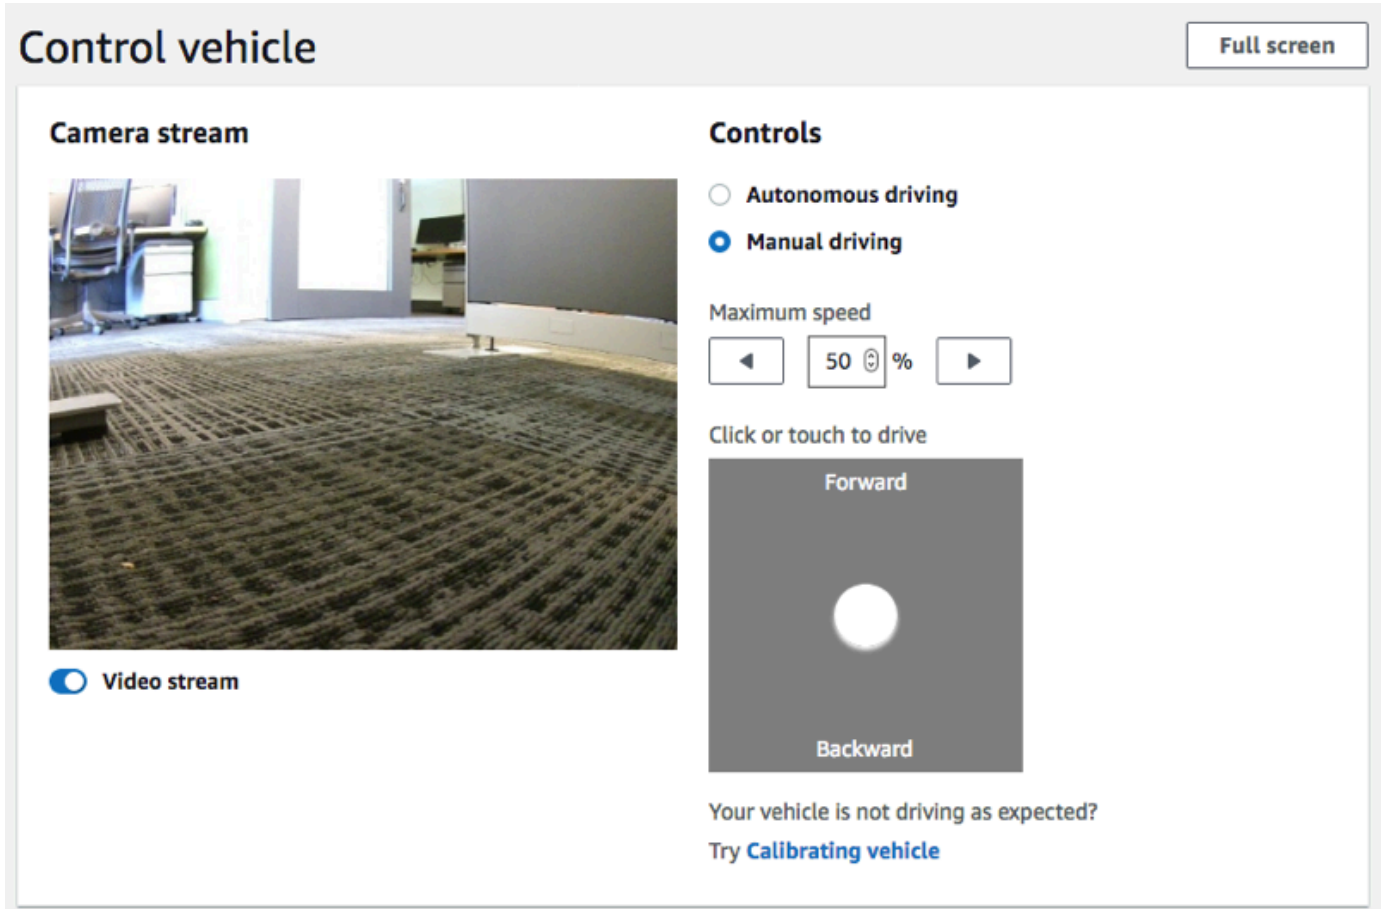 Control vehicle
Full screen
Camera stream
Video stream
Controls
Autonomous driving
Manual driving
Maximum speed
50 %
Click or touch to drive
Forward
Backward
Your vehicle is not driving as expected?
Try Calibrating vehicle